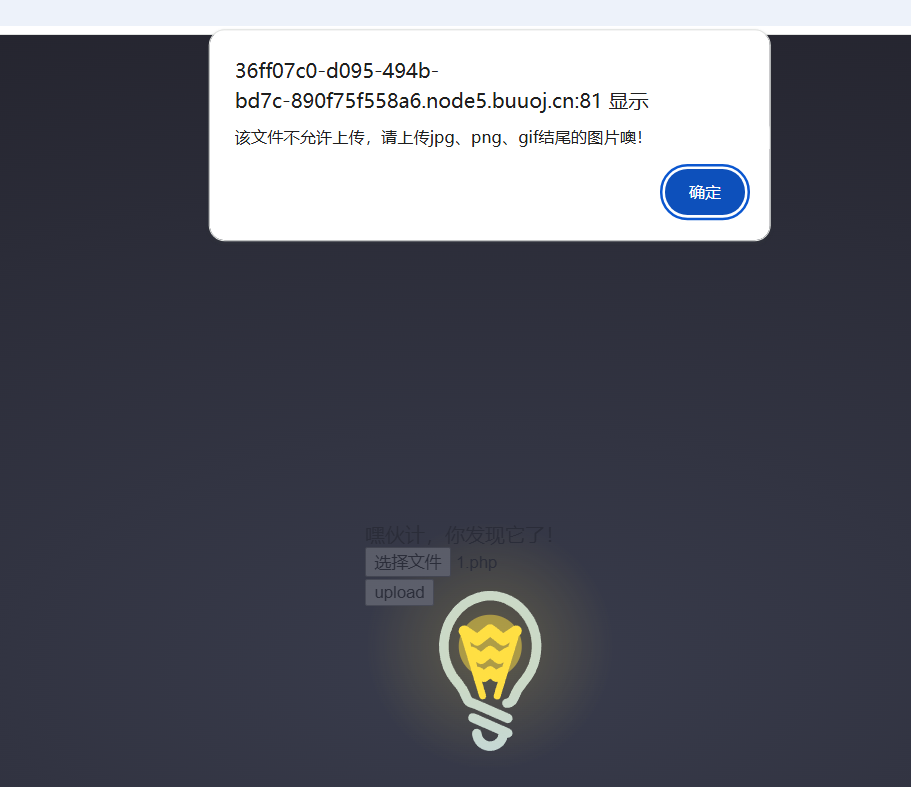 36ff07c0-d095-494b-
bd7c-890f75f558a6.node5.buuoj.cn:81 显示
该文件不允许上传，请上传jpg、png、gif结尾的图片噢！
确定
嘿伙计，你发现它了！
选择文件 1.php
upload